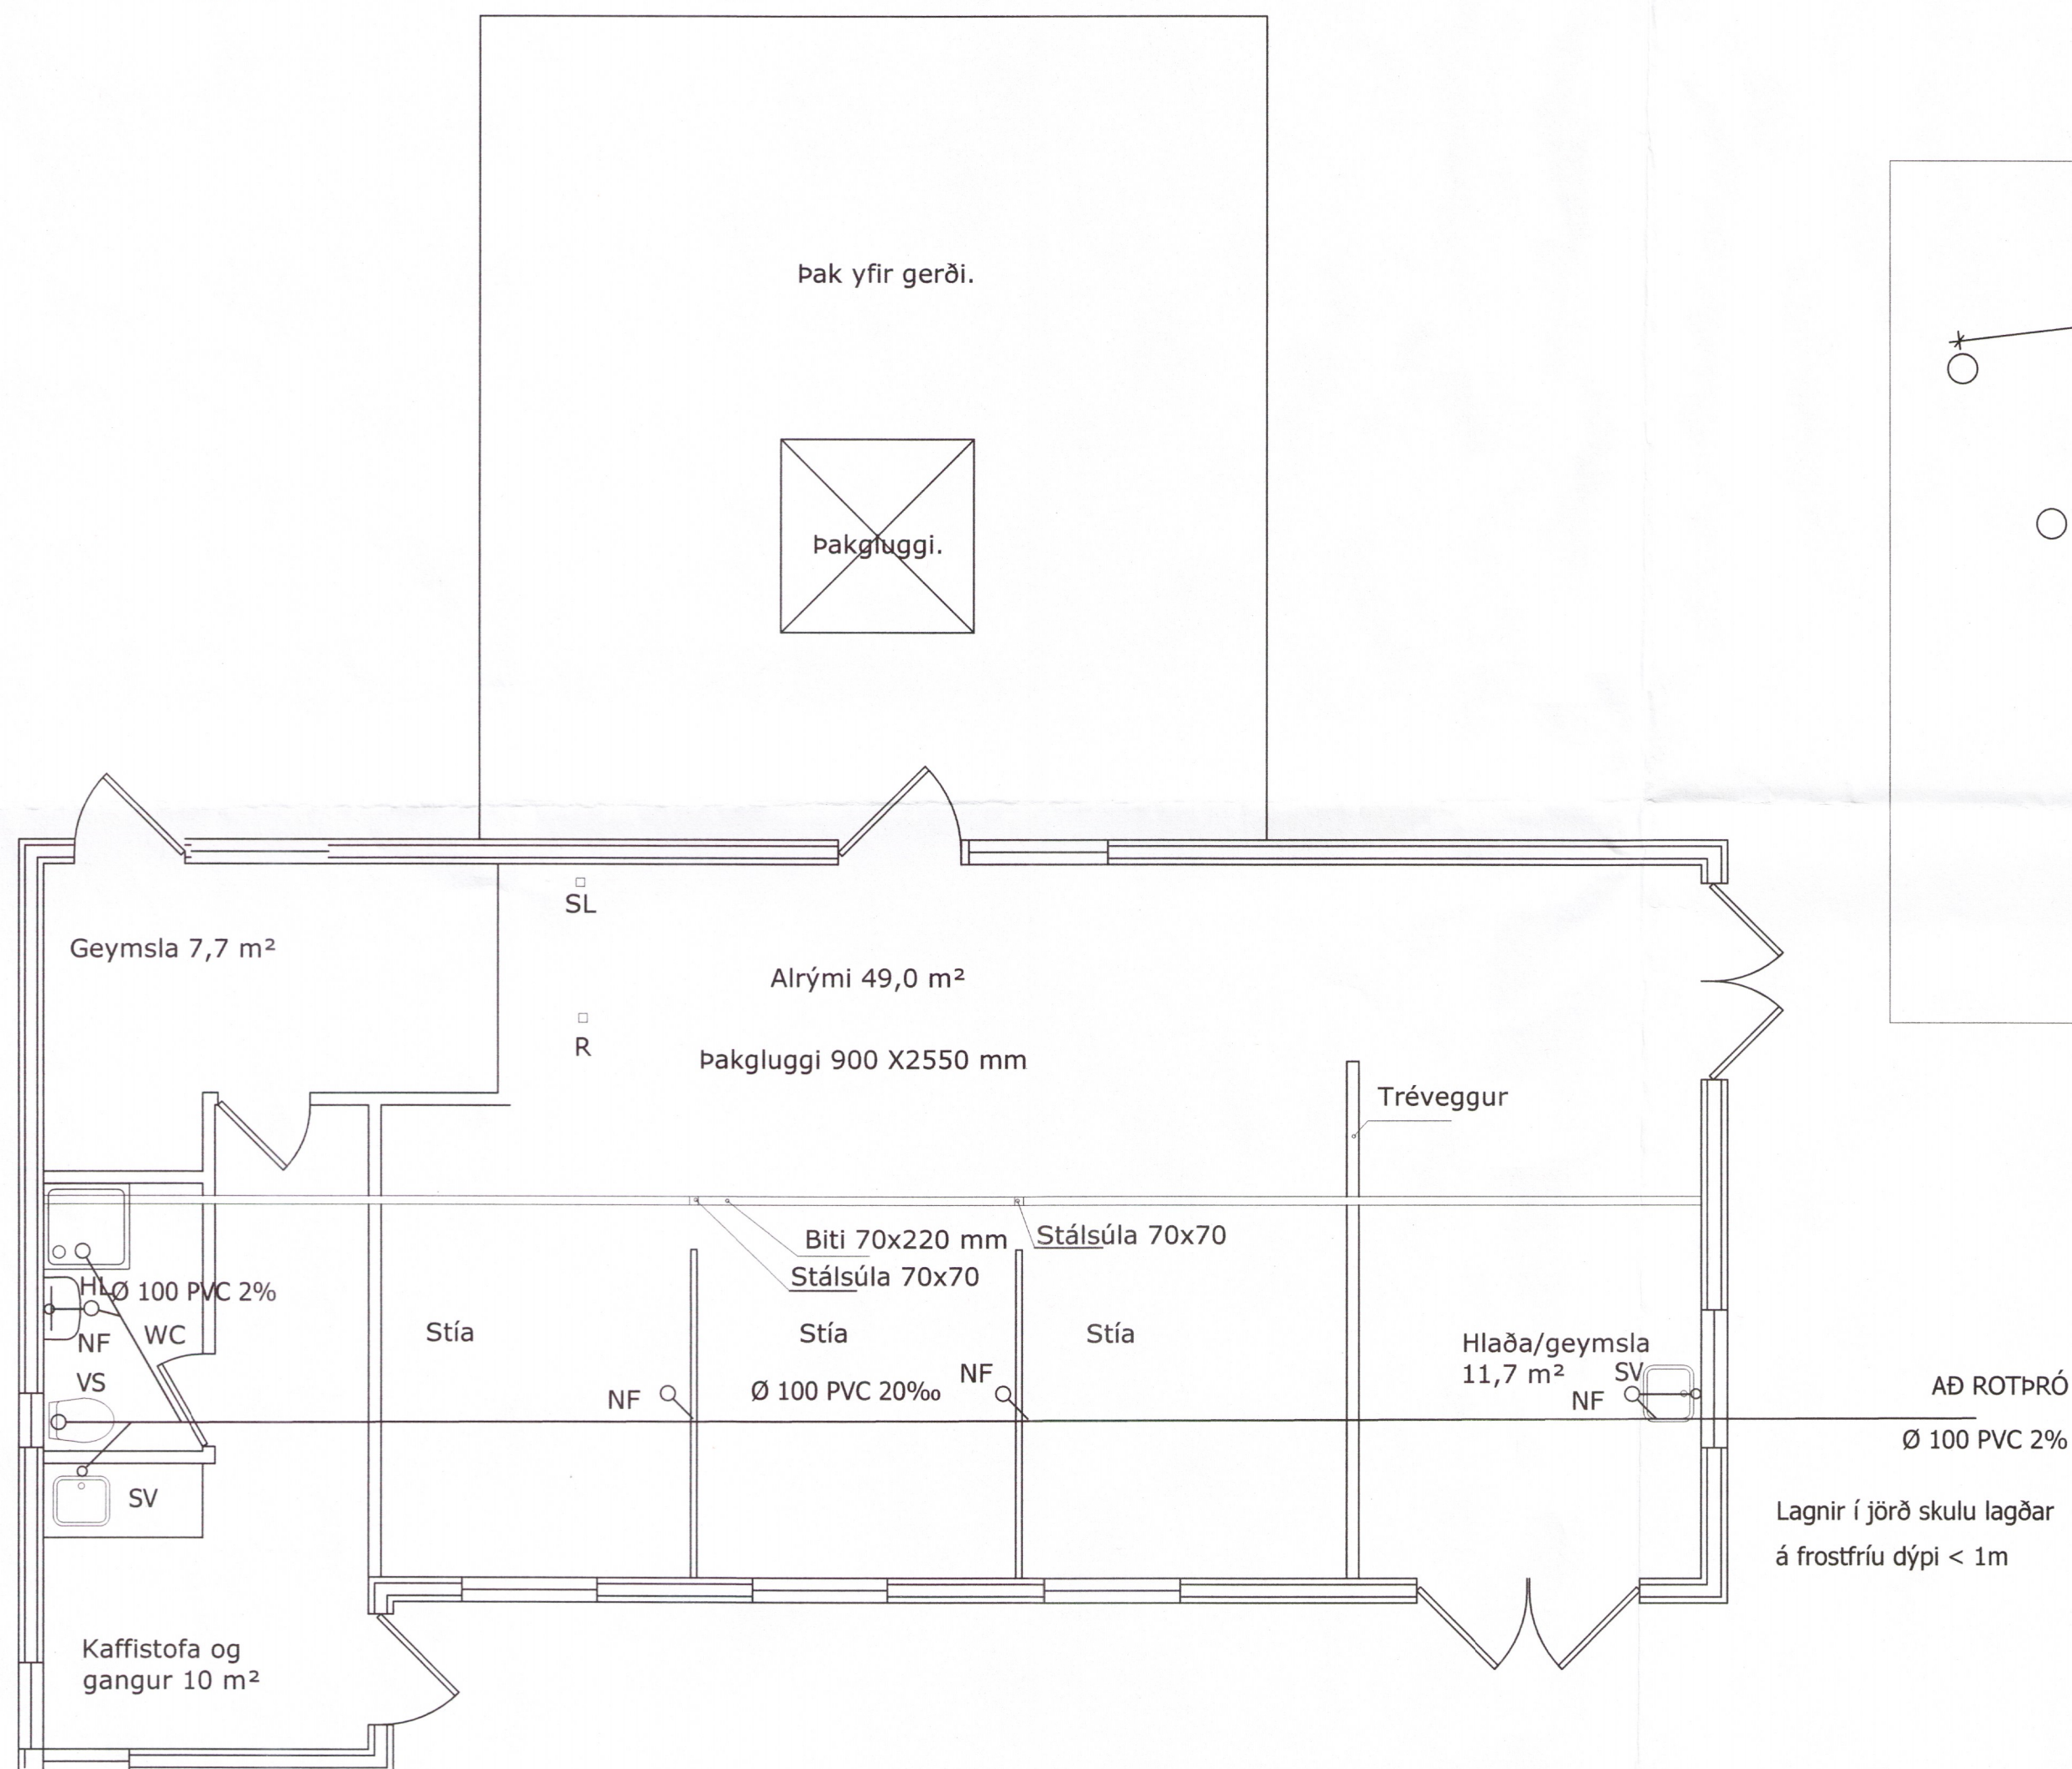 Þak yfir gerði.
Þakgluggi.
SL
Geymsla 7,7 m²
Alrými 49,0 m²
R
Þakgluggi 900 X2550 mm
Tréveggur
Biti 70x220 mm
Stálsúla 70x70
Stálsúla 70x70
HL
Ø 100 PVC 2%
NF
WC
VS
Stía
Stía
Stía
NF
Ø 100 PVC 20‰
NF
Hlaða/geymsla
11,7 m²
SV
NF
AÐ ROTÞRÓ
Ø 100 PVC 2%
SV
Lagnir í jörð skulu lagðar
á frostfríu dýpi < 1m
Kaffistofa og
gangur 10 m²